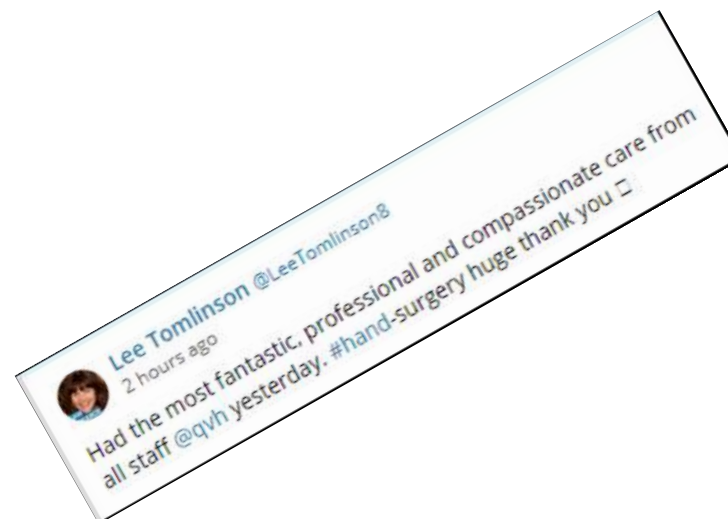 Lee Tomlinson @LeeTomlinson8
2 hours ago
Had the most fantastic, professional and compassionate care from
all staff @qvh yesterday. #hand-surgery huge thank you □